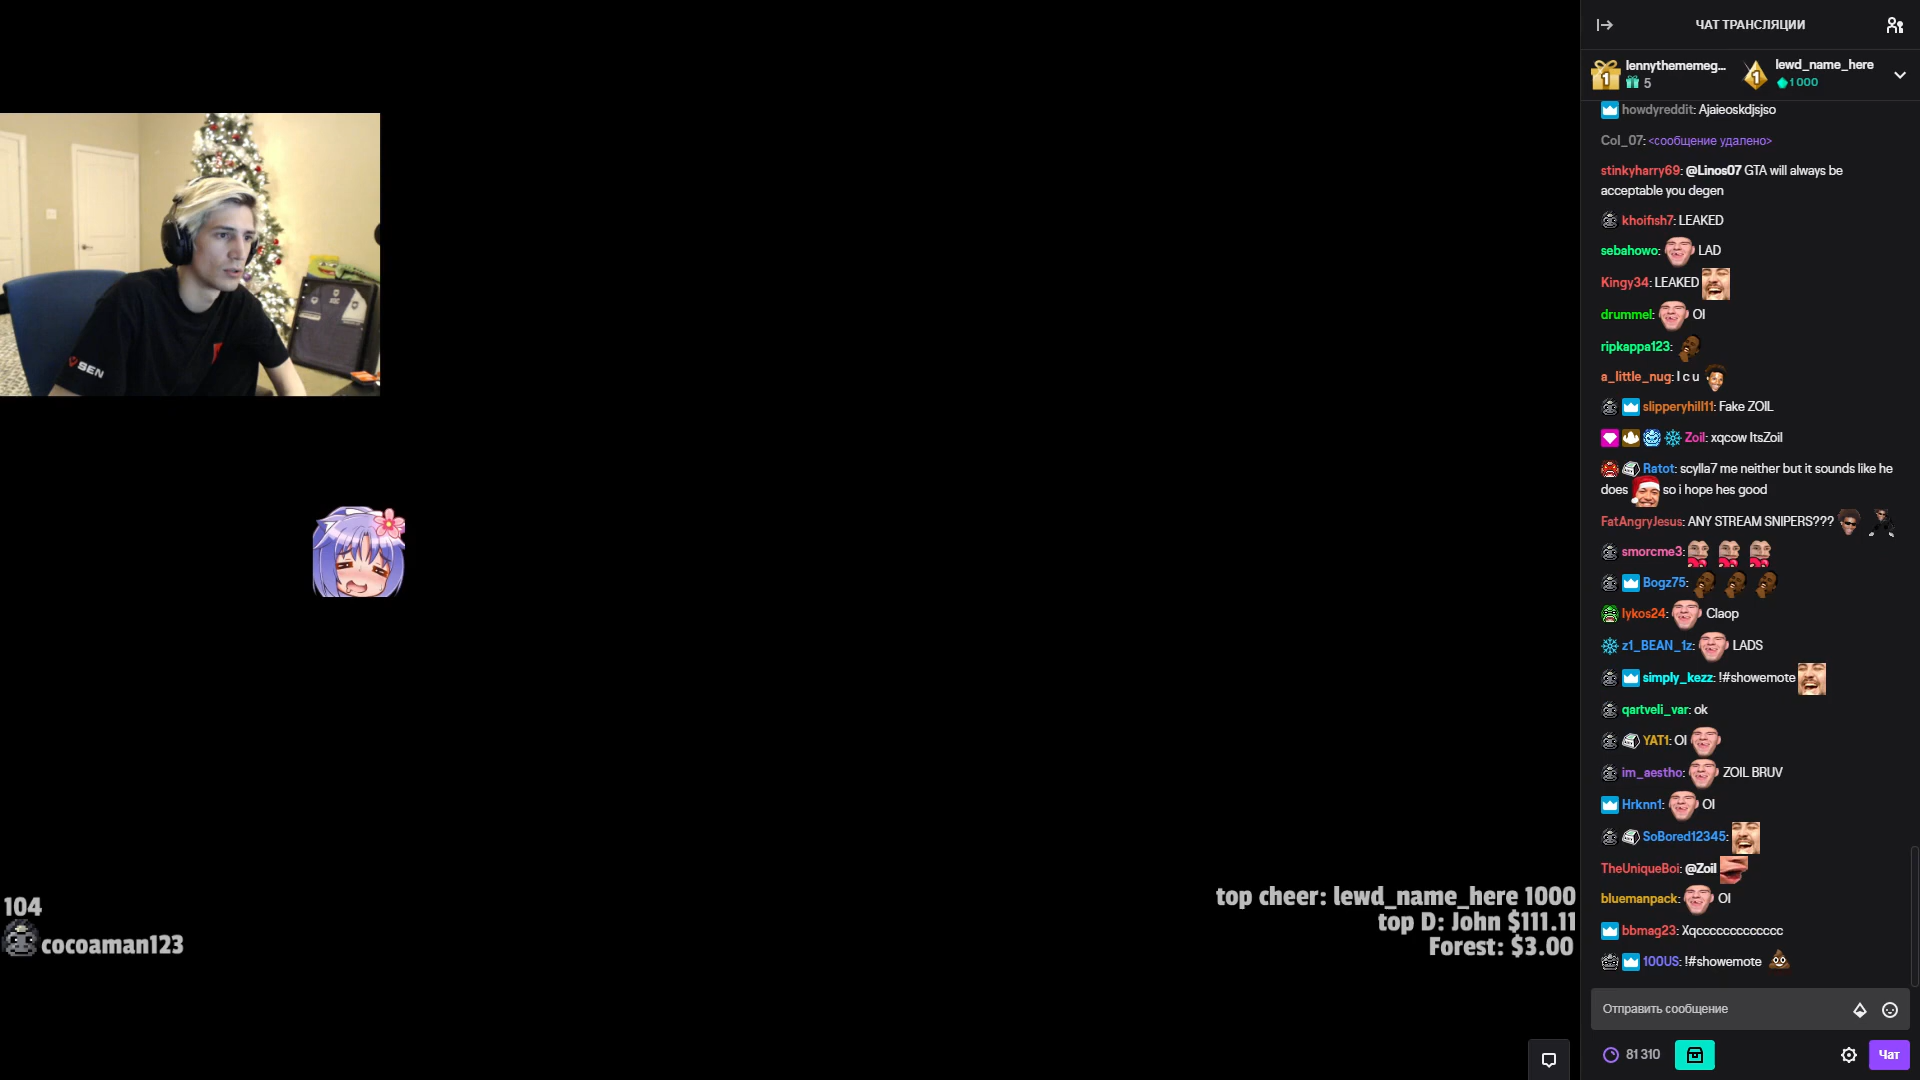 SEN
104
cocoaman123
top cheer: lewd_name_here 1000
top D: John $111.11
Forest: $3.00
ЧАТ ТРАНСЛЯЦИИ
1 lennythememeg... 5
1 lewd_name_here 1 000
howdyreddit: Ajaieoskdjsjso
Col_07: <сообщение удалено>
stinkyharry69: @Linos07 GTA will always be
acceptable you degen
khoifish7: LEAKED
sebahowo: LAD
Kingy34: LEAKED
drummel: OI
ripkappa123:
a_little_nug: I c u
slipperyhill11: Fake ZOIL
Zoil: xqcow ItsZoil
Ratot: scylla7 me neither but it sounds like he
does so i hope hes good
FatAngryJesus: ANY STREAM SNIPERS???
smorcme3:
Bogz75:
lykos24: Claop
z1_BEAN_1z: LADS
simply_kezz: !#showemote
qartveli_var: ok
YAT1: OI
im_aestho: ZOIL BRUV
Hrknn1: OI
SoBored12345:
TheUniqueBoi: @Zoil
bluemanpack: OI
bbmag23: Xqccccccccccccc
100US: !#showemote
Отправить сообщение
81 310
Чат